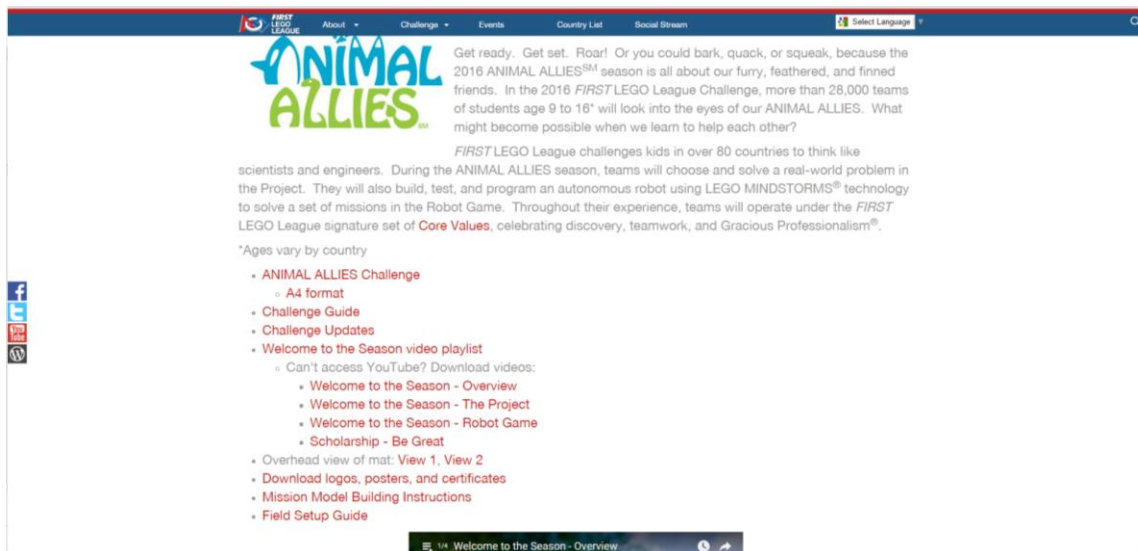 FIRST
LEGO
LEAGUE
About
Challenge
Events
Country List
Social Stream
Select Language
ANIMAL
ALLIES SM
Get ready. Get set. Roar! Or you could bark, quack, or squeak, because the
2016 ANIMAL ALLIES℠ season is all about our furry, feathered, and finned
friends. In the 2016 FIRST LEGO League Challenge, more than 28,000 teams
of students age 9 to 16* will look into the eyes of our ANIMAL ALLIES. What
might become possible when we learn to help each other?
FIRST LEGO League challenges kids in over 80 countries to think like
scientists and engineers. During the ANIMAL ALLIES season, teams will choose and solve a real-world problem in
the Project. They will also build, test, and program an autonomous robot using LEGO MINDSTORMS® technology
to solve a set of missions in the Robot Game. Throughout their experience, teams will operate under the FIRST
LEGO League signature set of Core Values, celebrating discovery, teamwork, and Gracious Professionalism®.
*Ages vary by country
ANIMAL ALLIES Challenge
A4 format
Challenge Guide
Challenge Updates
Welcome to the Season video playlist
Can't access YouTube? Download videos:
Welcome to the Season - Overview
Welcome to the Season - The Project
Welcome to the Season - Robot Game
Scholarship - Be Great
Overhead view of mat: View 1, View 2
Download logos, posters, and certificates
Mission Model Building Instructions
Field Setup Guide
1/4 Welcome to the Season - Overview
You
Tube